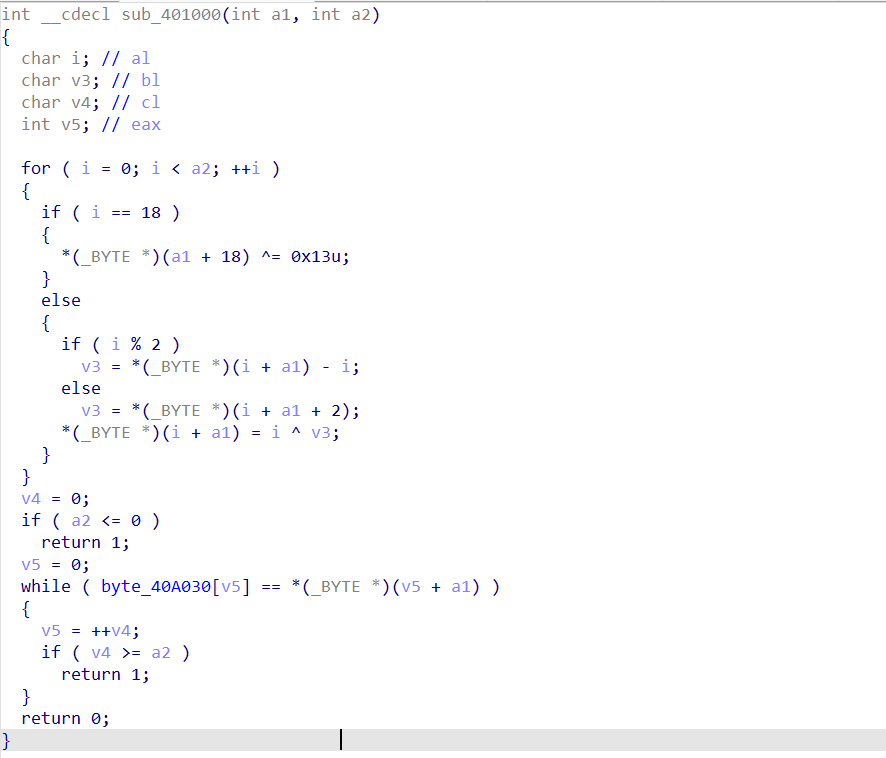 int __cdecl sub_401000(int a1, int a2)
{
  char i; // al
  char v3; // bl
  char v4; // cl
  int v5; // eax

  for ( i = 0; i < a2; ++i )
  {
    if ( i == 18 )
    {
      *(_BYTE *)(a1 + 18) ^= 0x13u;
    }
    else
    {
      if ( i % 2 )
        v3 = *(_BYTE *)(i + a1) - i;
      else
        v3 = *(_BYTE *)(i + a1 + 2);
      *(_BYTE *)(i + a1) = i ^ v3;
    }
  }
  v4 = 0;
  if ( a2 <= 0 )
    return 1;
  v5 = 0;
  while ( byte_40A030[v5] == *(_BYTE *)(v5 + a1) )
  {
    v5 = ++v4;
    if ( v4 >= a2 )
      return 1;
  }
  return 0;
}